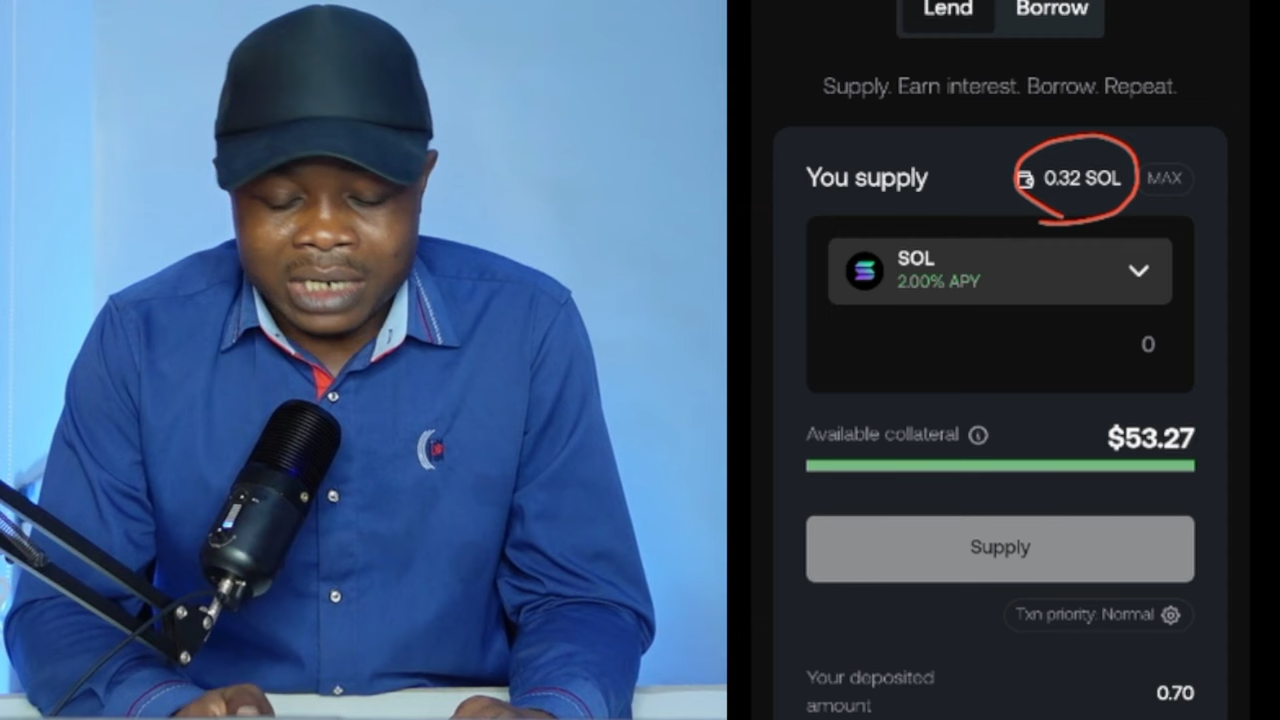 Lend
Borrow
Supply. Earn interest. Borrow. Repeat.
You supply
0.32 SOL
MAX
SOL
2.00% APY
0
Available collateral
$53.27
Supply
Txn priority: Normal
Your deposited
amount
0.70